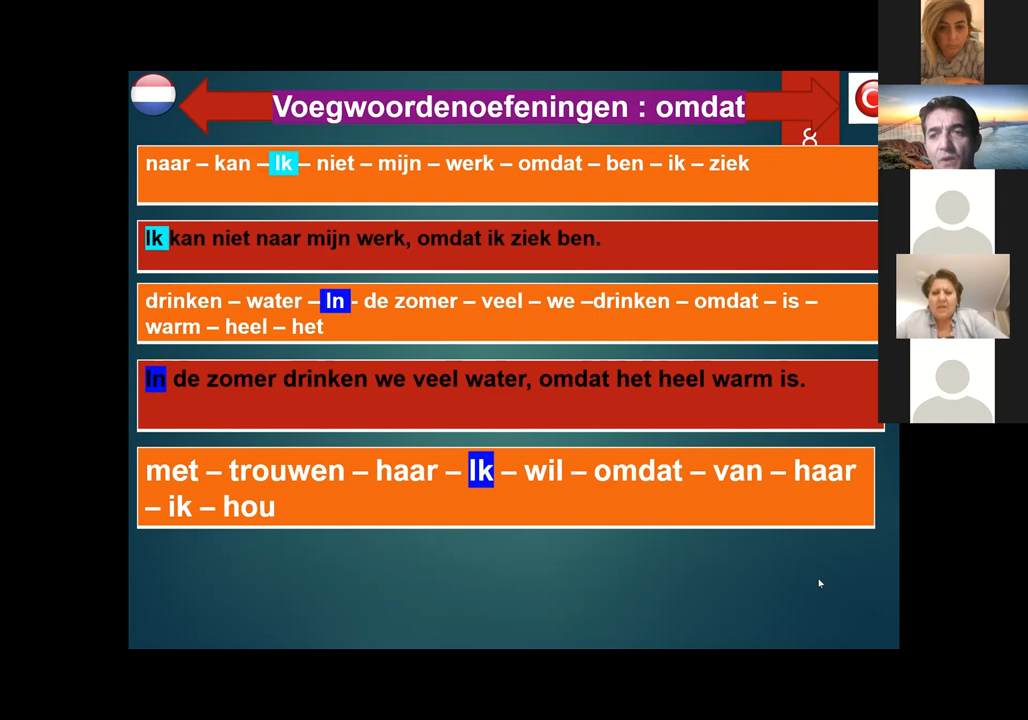 Voegwoordenoefeningen : omdat
naar – kan – Ik – niet – mijn – werk – omdat – ben – ik – ziek
Ik kan niet naar mijn werk, omdat ik ziek ben.
drinken – water – In - de zomer – veel – we –drinken – omdat – is –
warm – heel – het
In de zomer drinken we veel water, omdat het heel warm is.
met – trouwen – haar – Ik – wil – omdat – van – haar
– ik – hou